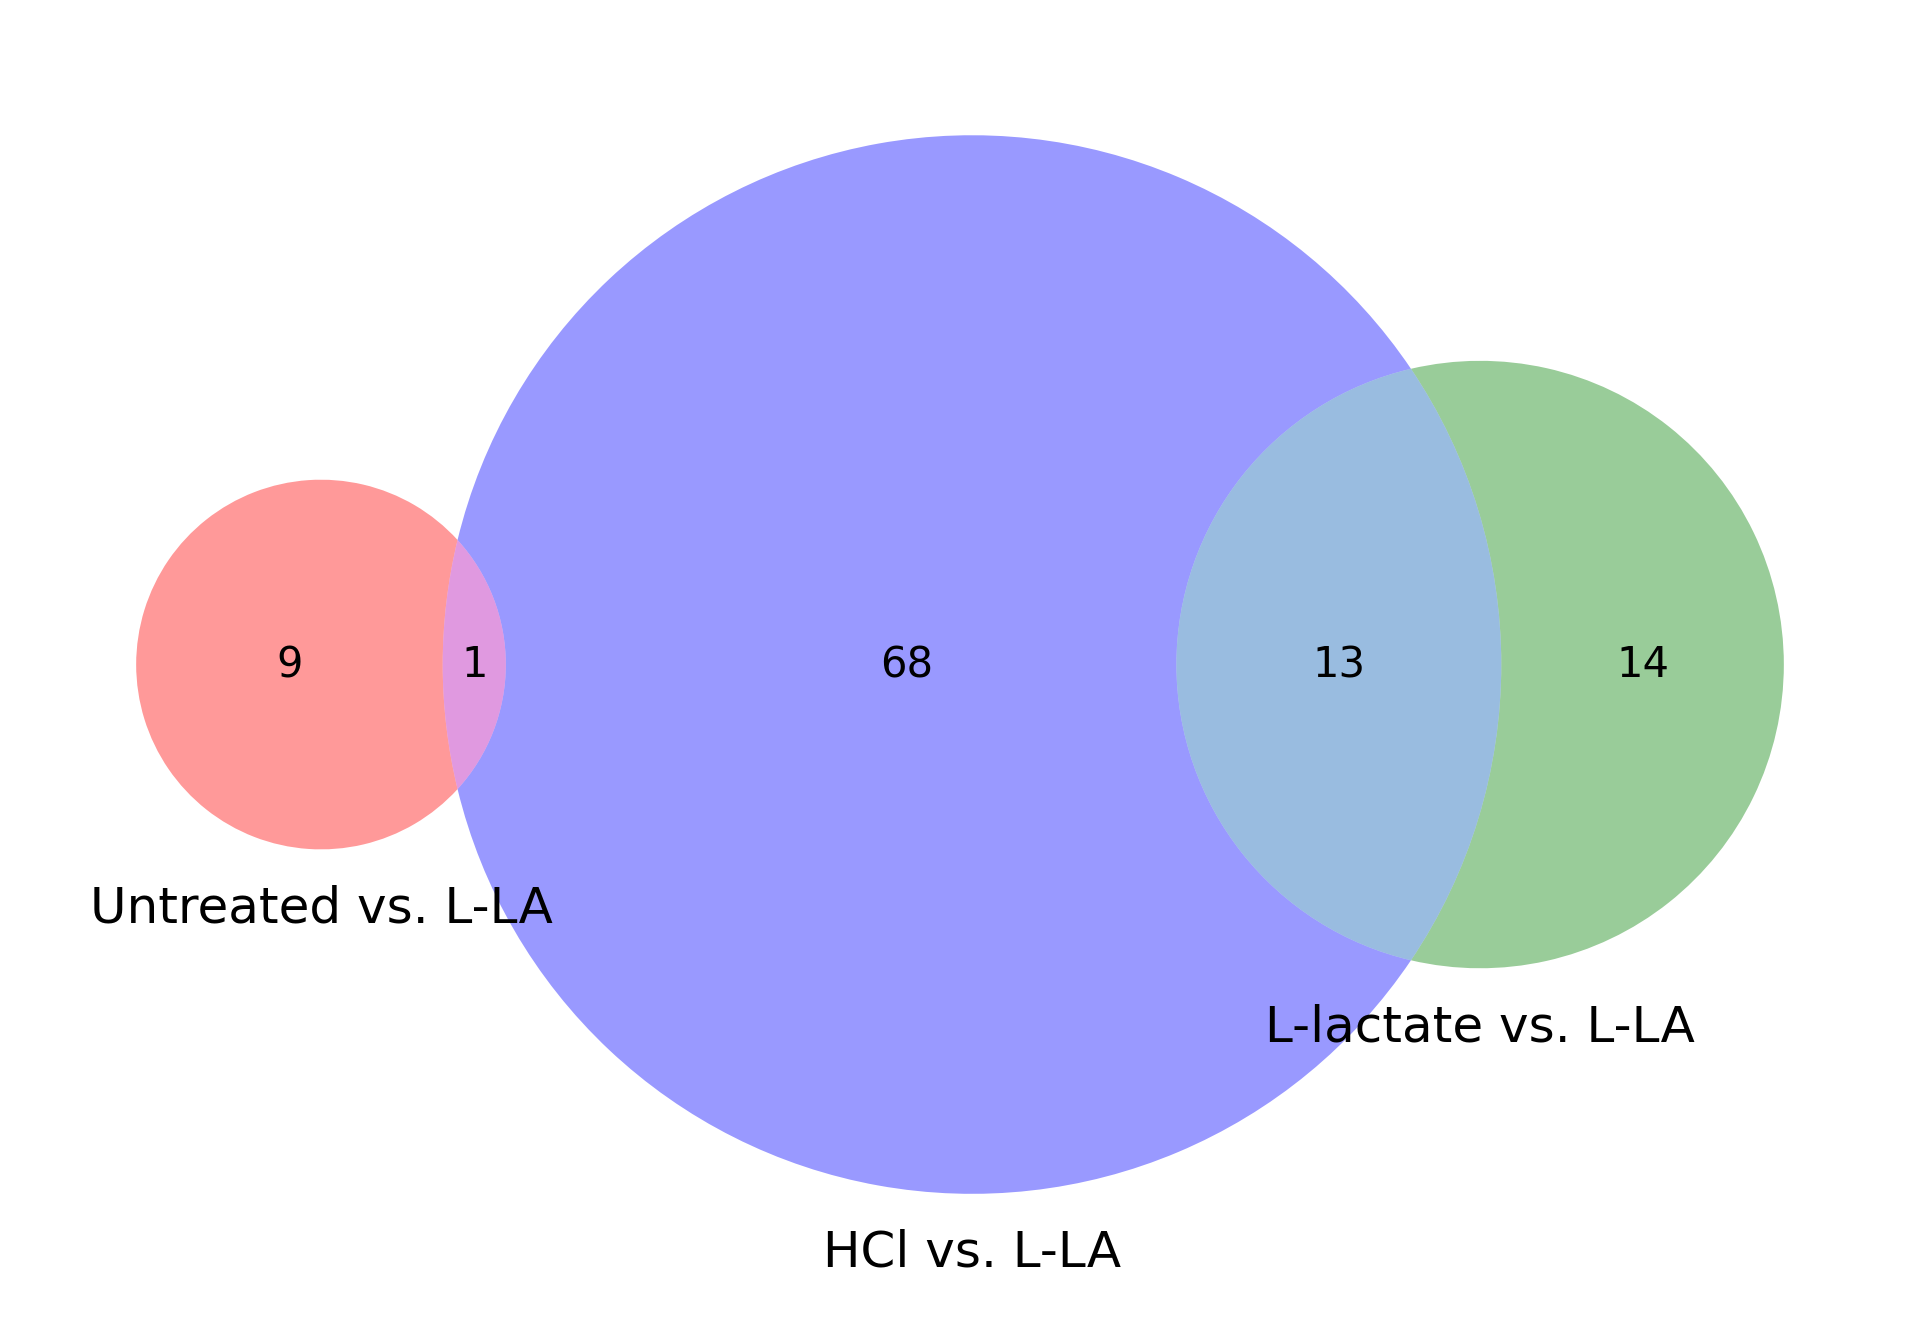 9
1
68
13
14
Untreated vs. L-LA
L-lactate vs. L-LA
HCl vs. L-LA